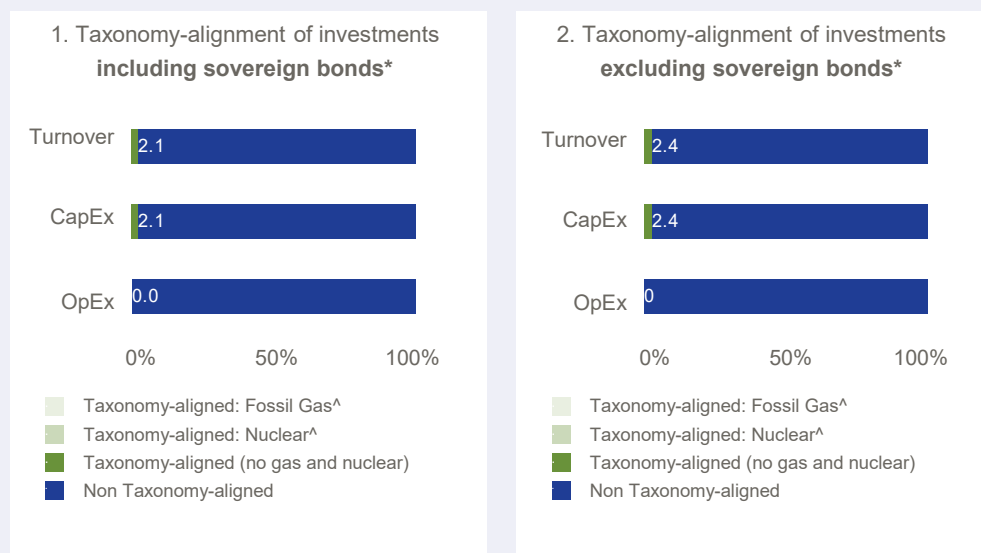 1. Taxonomy-alignment of investments
including sovereign bonds*
Turnover
2.1
CapEx
2.1
OpEx
0.0
0%
50%
100%
Taxonomy-aligned: Fossil Gas^
Taxonomy-aligned: Nuclear^
Taxonomy-aligned (no gas and nuclear)
Non Taxonomy-aligned
2. Taxonomy-alignment of investments
excluding sovereign bonds*
Turnover
2.4
CapEx
2.4
OpEx
0
0%
50%
100%
Taxonomy-aligned: Fossil Gas^
Taxonomy-aligned: Nuclear^
Taxonomy-aligned (no gas and nuclear)
Non Taxonomy-aligned